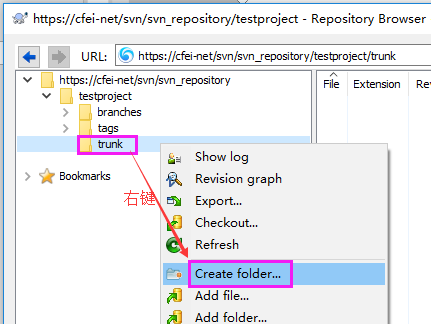 https://cfei-net/svn/svn_repository/testproject - Repository Browser
URL: https://cfei-net/svn/svn_repository/testproject/trunk
https://cfei-net/svn/svn_repository
File Extension Rev
testproject
branches
tags
trunk
Bookmarks
右键
Show log
Revision graph
Export...
Checkout...
Refresh
Create folder...
Add file...
Add folder...